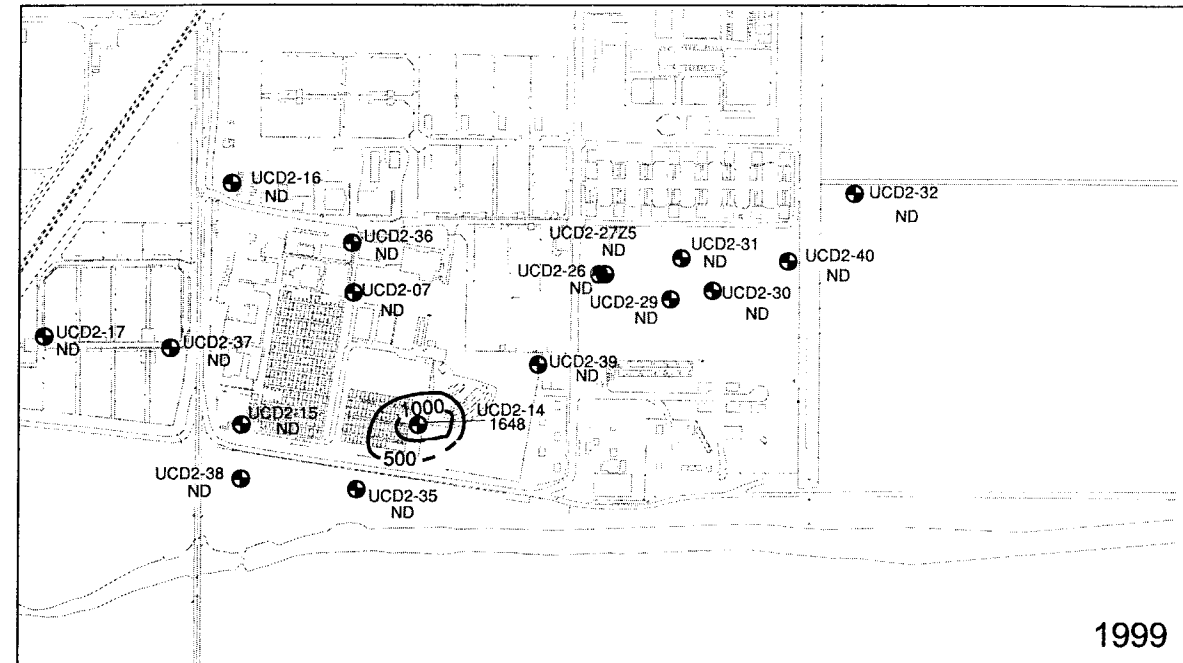 UCD2-16
ND
UCD2-32
ND
UCD2-36
ND
UCD2-27Z5
ND
UCD2-31
ND
UCD2-40
ND
UCD2-26
ND
UCD2-07
ND
UCD2-29
ND
UCD2-30
ND
UCD2-17
ND
UCD2-37
ND
UCD2-39
ND
UCD2-15
ND
1000
UCD2-14
1648
500
UCD2-38
ND
UCD2-35
ND
1999